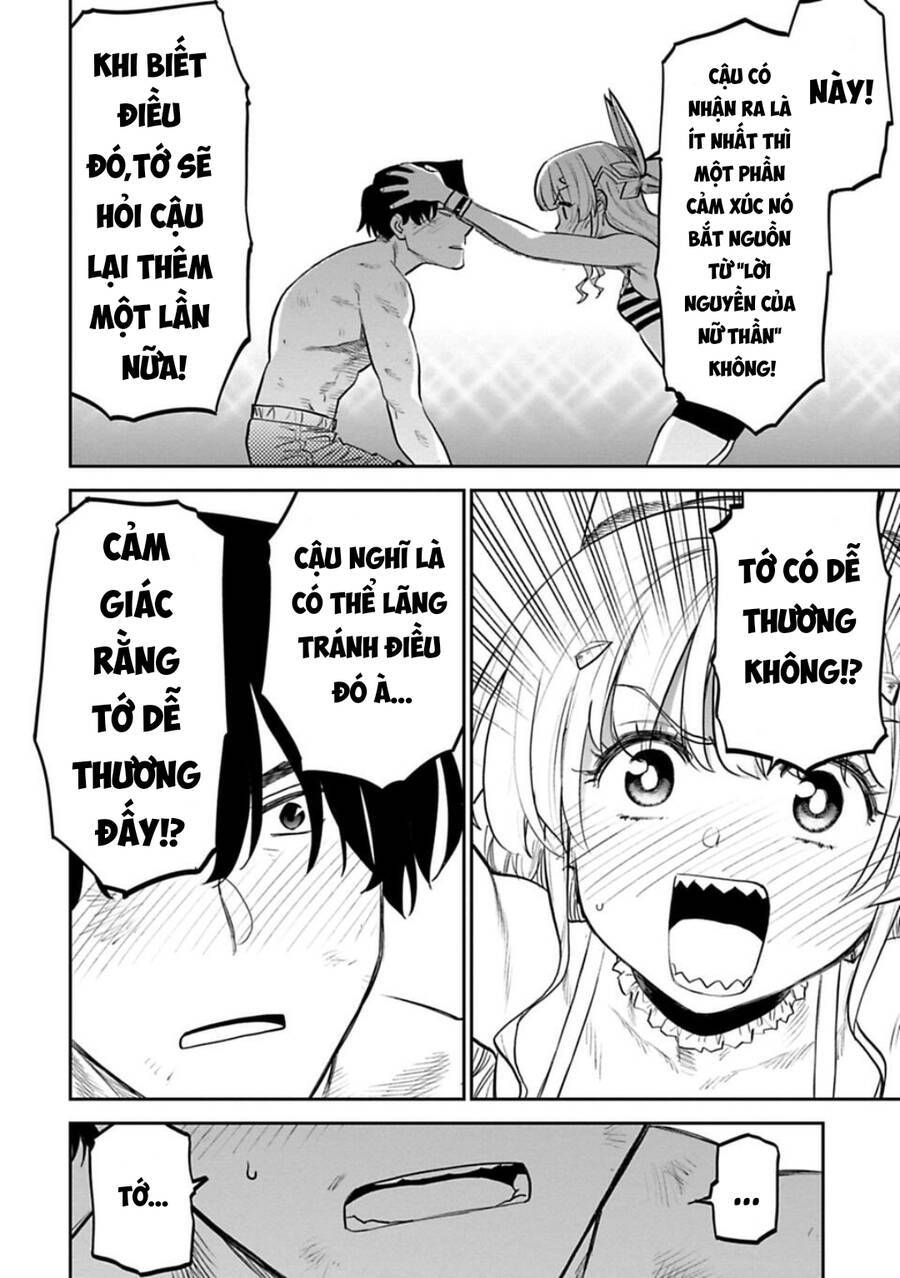 NÀY!
CẬU CÓ
NHẬN RA LÀ
ÍT NHẤT THÌ
MỘT PHẦN
CẢM XÚC NÓ
BẮT NGUỒN
TỪ "LỜI
NGUYỀN CỦA
NỮ THẦN"
KHÔNG!
KHI BIẾT
ĐIỀU
ĐÓ,TỚ SẼ
HỎI CẬU
LẠI THÊM
MỘT LẦN
NỮA!
TỚ CÓ DỄ
THƯƠNG
KHÔNG!?
CẬU NGHĨ LÀ
CÓ THỂ LÃNG
TRÁNH ĐIỀU
ĐÓ À...
CẢM
GIÁC
RẰNG
TỚ DỄ
THƯƠNG
ĐẤY!?
...
TỚ...